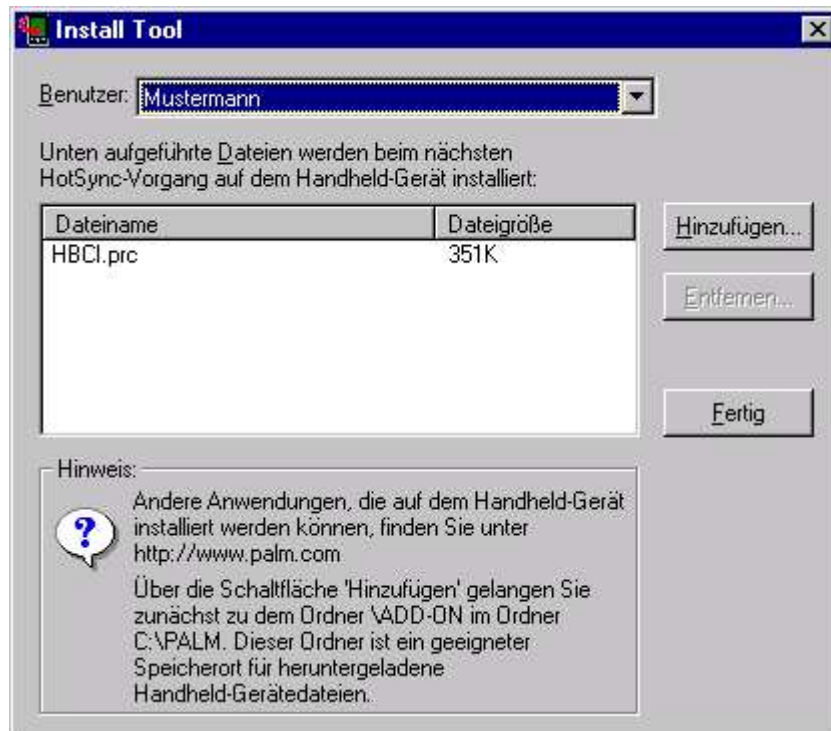 Install Tool
Benutzer: Mustermann
Unten aufgeführte Dateien werden beim nächsten
HotSync-Vorgang auf dem Handheld-Gerät installiert:
Dateiname Dateigröße
HBCI.prc 351K
Hinzufügen...
Entfernen...
Fertig
Hinweis:
Andere Anwendungen, die auf dem Handheld-Gerät
installiert werden können, finden Sie unter
http://www.palm.com
Über die Schaltfläche 'Hinzufügen' gelangen Sie
zunächst zu dem Ordner \ADD-ON im Ordner
C:\PALM. Dieser Ordner ist ein geeigneter
Speicherort für heruntergeladene
Handheld-Gerätedateien.